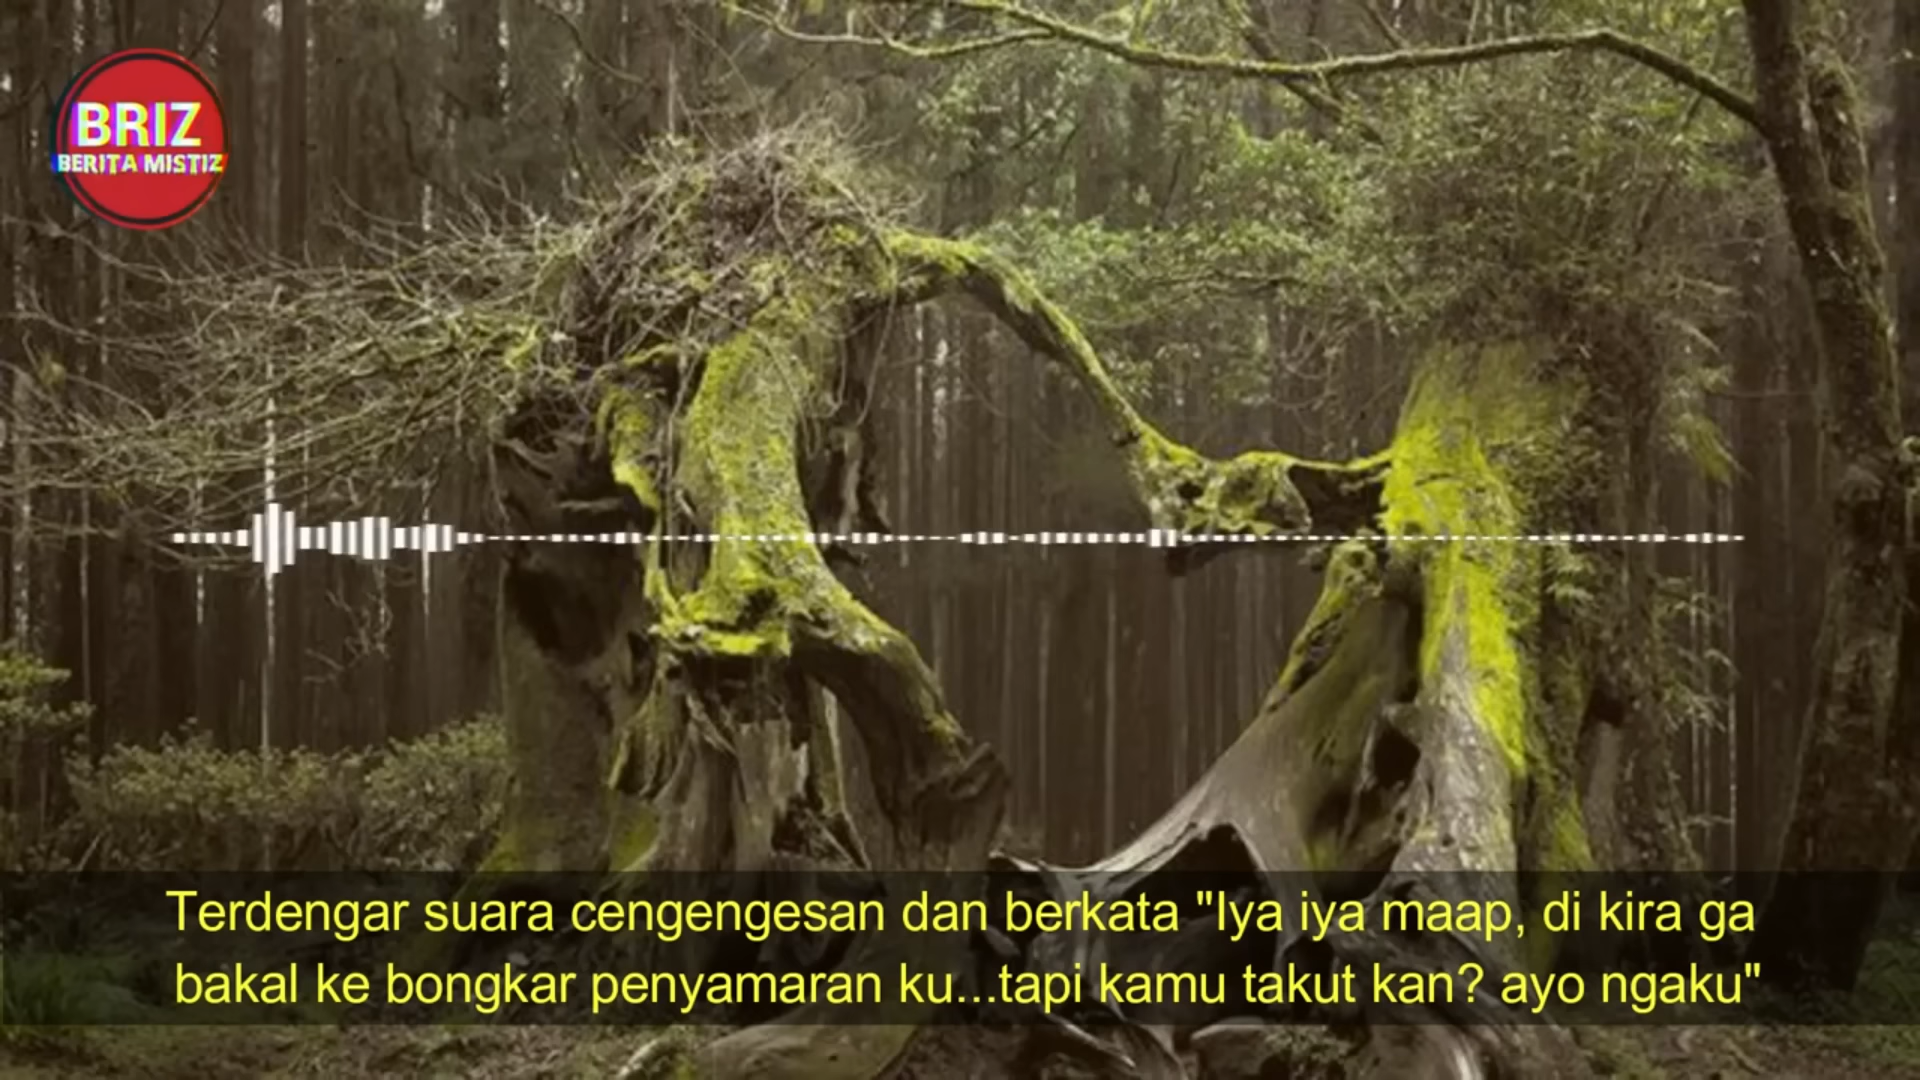 BRIZ
BERITA MISTIZ
Terdengar suara cengengesan dan berkata "Iya iya maap, di kira ga
bakal ke bongkar penyamaran ku...tapi kamu takut kan? ayo ngaku"